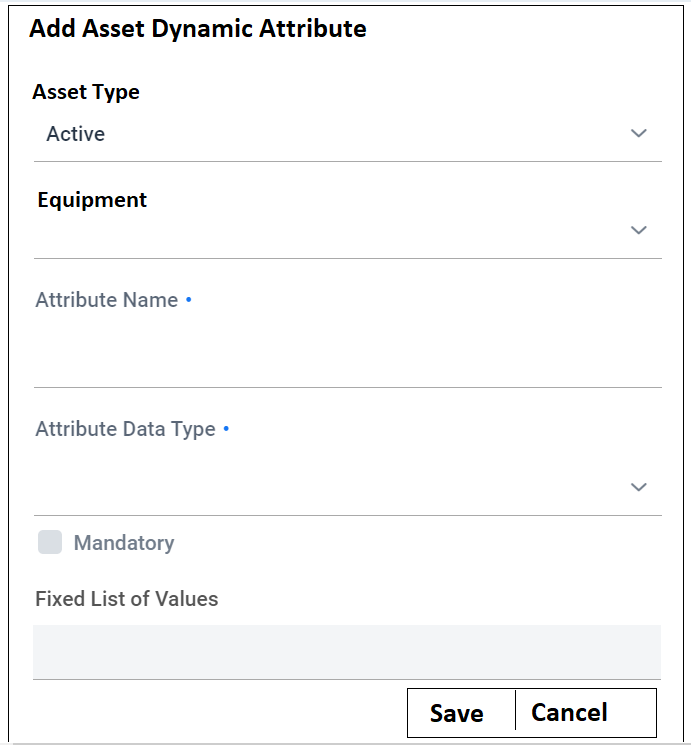 Add Asset Dynamic Attribute
Asset Type
Active
Equipment
Attribute Name •
Attribute Data Type •
Mandatory
Fixed List of Values
Save Cancel